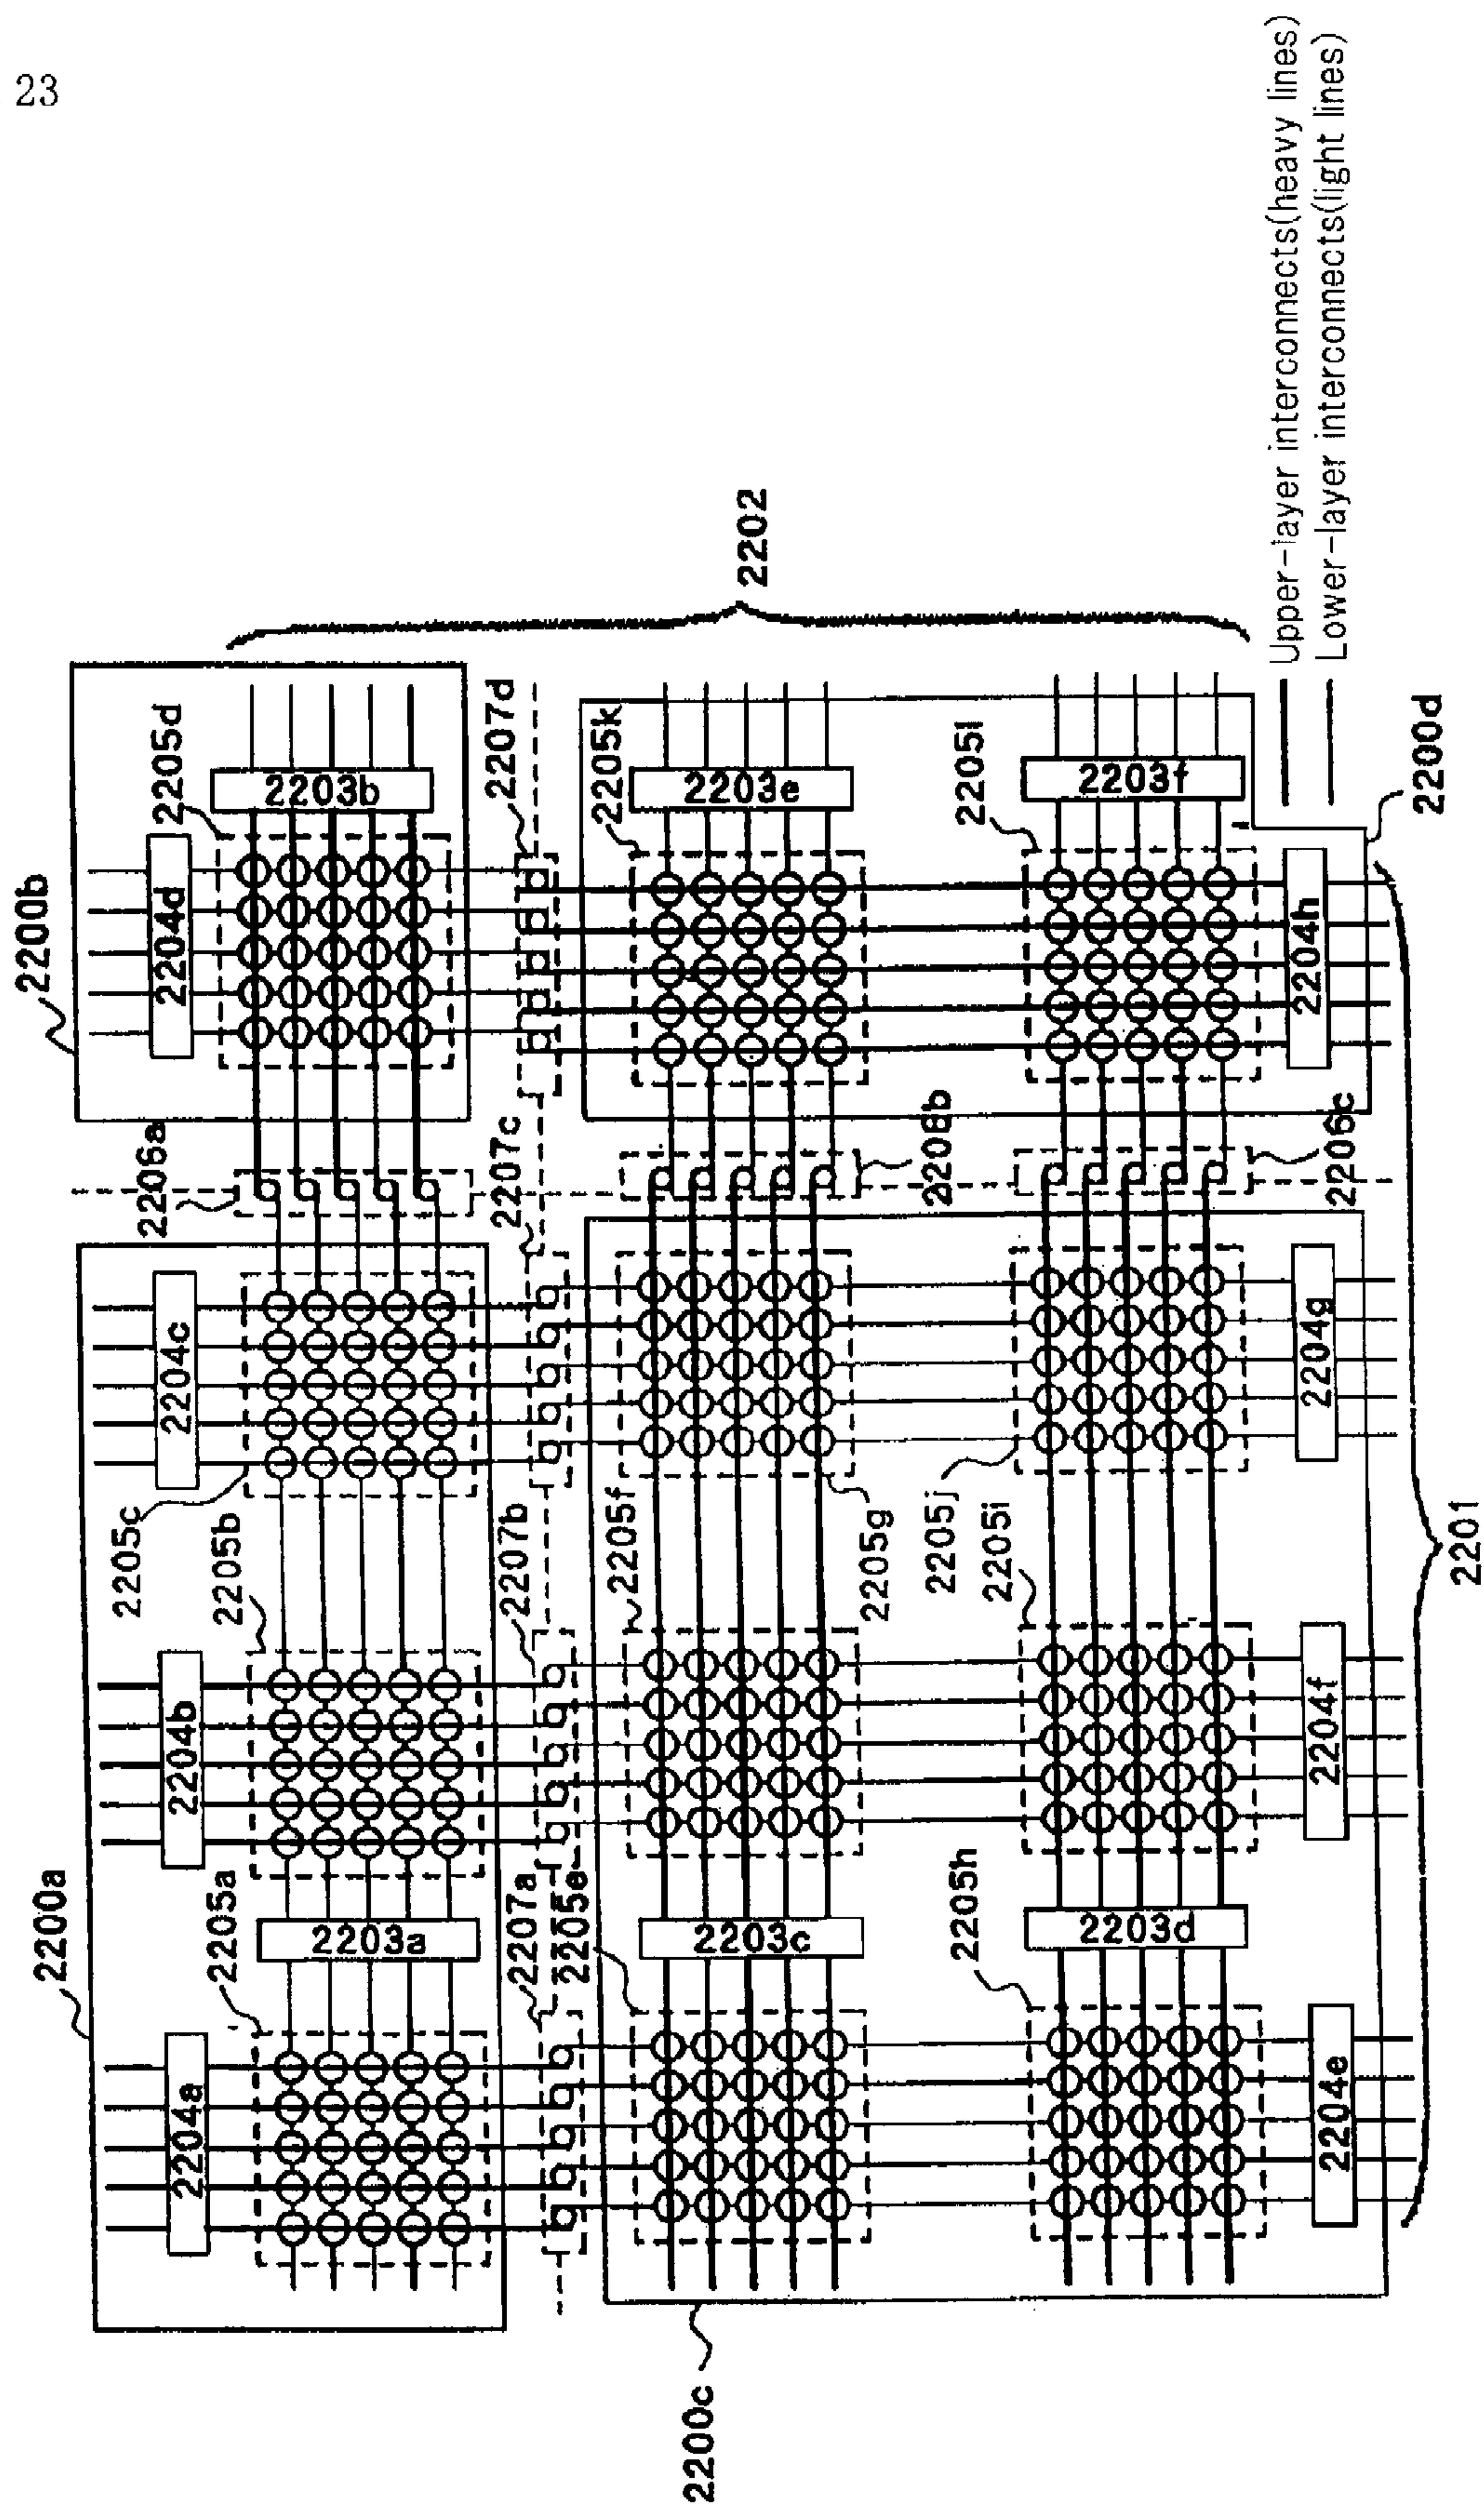 23
2200a
2200b
2204a
2204b
2204c
2204d
2205a
2205b
2205c
2205d
2203a
2203b
2206a
2207a
2207b
2207c
2207d
2202
2205e
2205f
2205g
2205k
2203c
2203e
2208b
2200c
2205h
2205i
2205j
2205l
2203d
2203f
2206c
2204e
2204f
2204g
2204h
2200d
2201
Upper-layer interconnects(heavy lines)
Lower-layer interconnects(light lines)